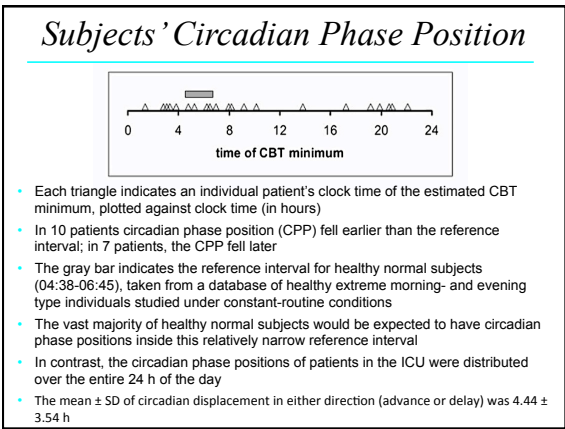 Subjects’ Circadian Phase Position
0 4 8 12 16 20 24
time of CBT minimum
• Each triangle indicates an individual patient’s clock time of the estimated CBT
minimum, plotted against clock time (in hours)
• In 10 patients circadian phase position (CPP) fell earlier than the reference
interval; in 7 patients, the CPP fell later
• The gray bar indicates the reference interval for healthy normal subjects
(04:38-06:45), taken from a database of healthy extreme morning- and evening
type individuals studied under constant-routine conditions
• The vast majority of healthy normal subjects would be expected to have circadian
phase positions inside this relatively narrow reference interval
• In contrast, the circadian phase positions of patients in the ICU were distributed
over the entire 24 h of the day
• The mean ± SD of circadian displacement in either direction (advance or delay) was 4.44 ±
3.54 h